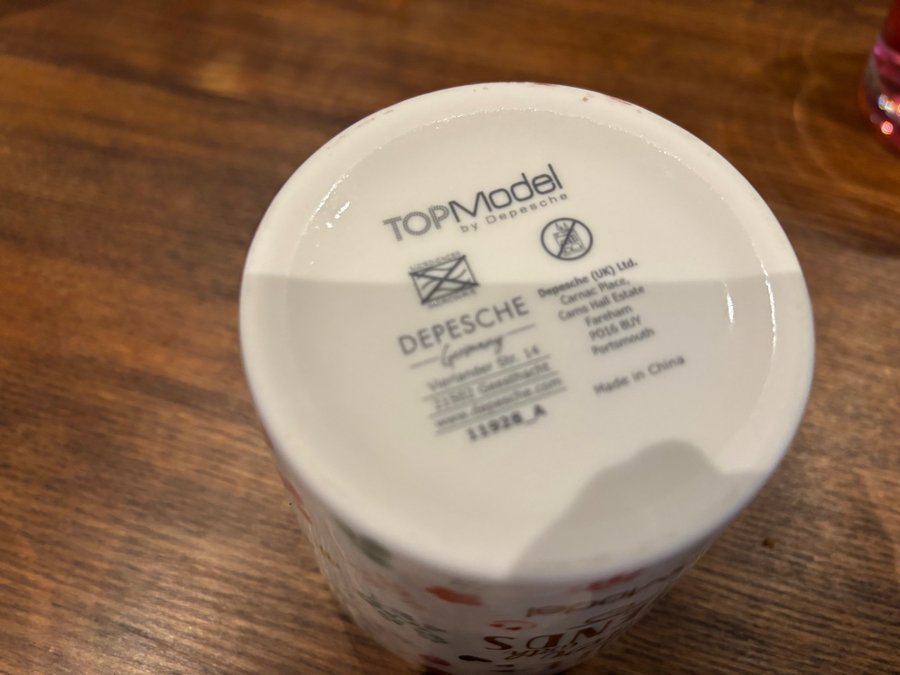 TOPModel
by Depesche
DEPESCHE
Germany
Vierlander Str. 14
21502 Geesthacht
www.depesche.com
11928_A
Depesche (UK) Ltd.
Carnac Place,
Cams Hall Estate
Fareham
PO16 8UY
Portsmouth
Made in China